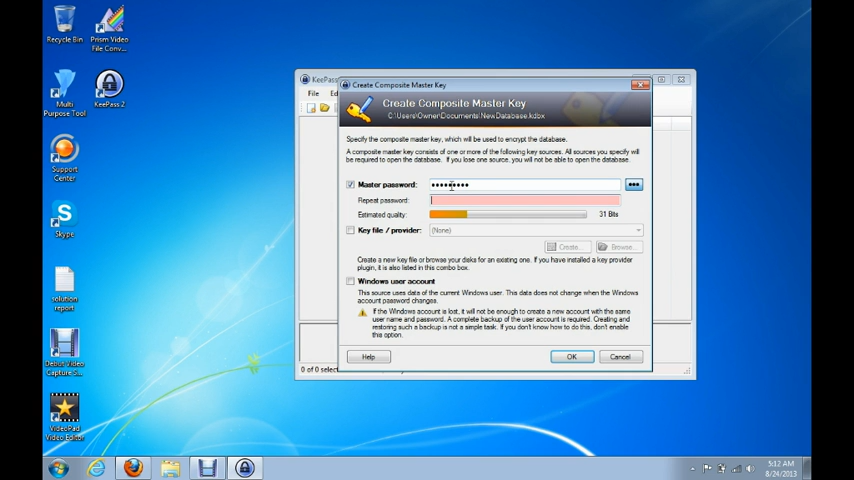 Recycle Bin
Prism Video
File Conv...
Multi
Purpose Tool
KeePass 2
Support
Center
Skype
solution
report
Debut Video
Capture S...
VideoPad
Video Editor
KeePass
File
Create Composite Master Key
Create Composite Master Key
C:\Users\Owner\Documents\NewDatabase.kdbx
Specify the composite master key, which will be used to encrypt the database.
A composite master key consists of one or more of the following key sources. All sources you specify will
be required to open the database. If you lose one source, you will not be able to open the database.
Master password:
Repeat password:
Estimated quality:
31 Bits
Key file / provider:
(None)
Create...
Browse...
Create a new key file or browse your disks for an existing one. If you have installed a key provider
plugin, it is also listed in this combo box.
Windows user account
This source uses data of the current Windows user. This data does not change when the Windows
account password changes.
If the Windows account is lost, it will not be enough to create a new account with the same
user name and password. A complete backup of the user account is required. Creating and
restoring such a backup is not a simple task. If you don't know how to do this, don't enable
this option.
Help
OK
Cancel
0 of 0 select
5:12 AM
8/24/2013